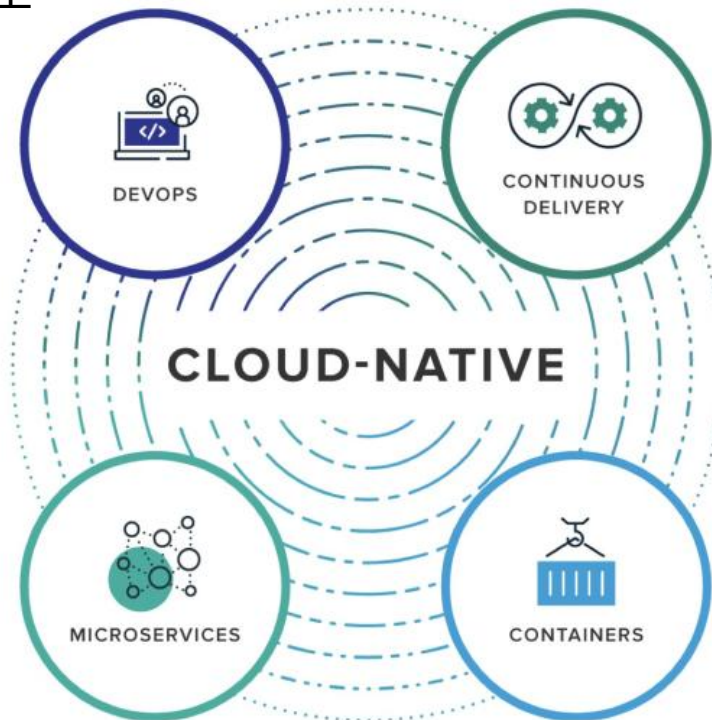 DEVOPS
CONTINUOUS
DELIVERY
CLOUD-NATIVE
MICROSERVICES
CONTAINERS